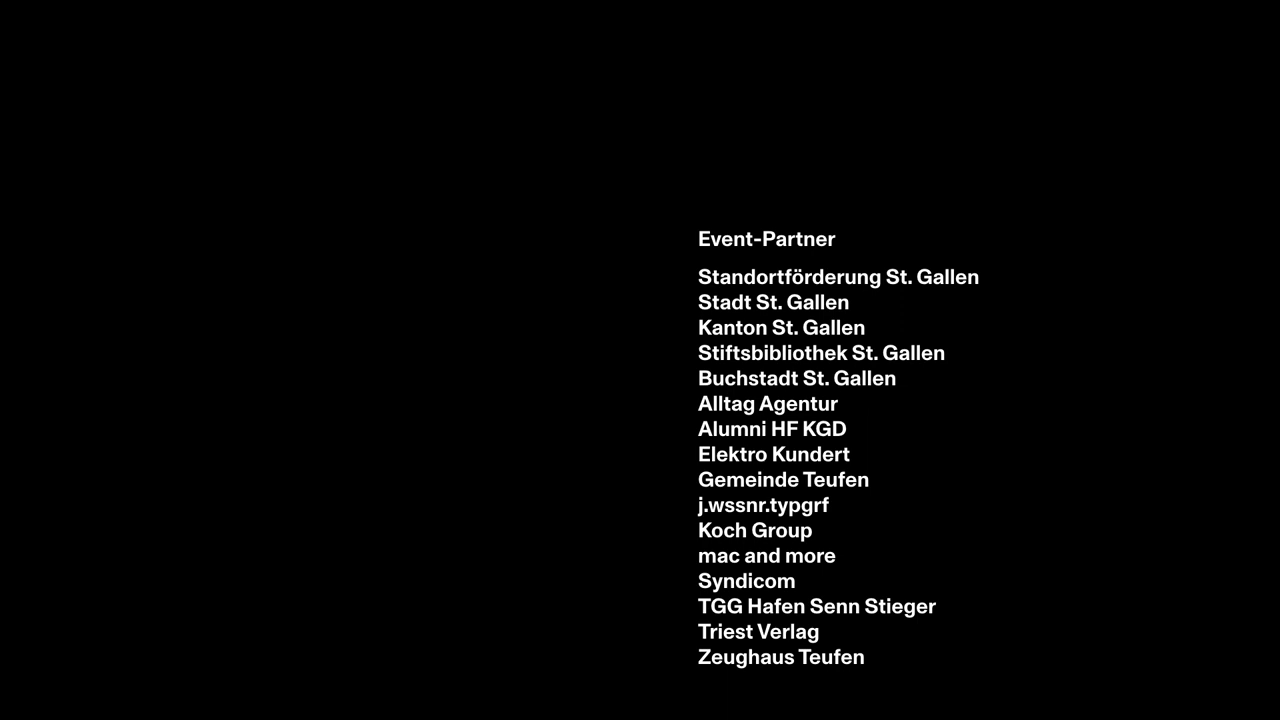 Event-Partner
Standortförderung St. Gallen
Stadt St. Gallen
Kanton St. Gallen
Stiftsbibliothek St. Gallen
Buchstadt St. Gallen
Alltag Agentur
Alumni HF KGD
Elektro Kundert
Gemeinde Teufen
j.wssnr.typgrf
Koch Group
mac and more
Syndicom
TGG Hafen Senn Stieger
Triest Verlag
Zeughaus Teufen